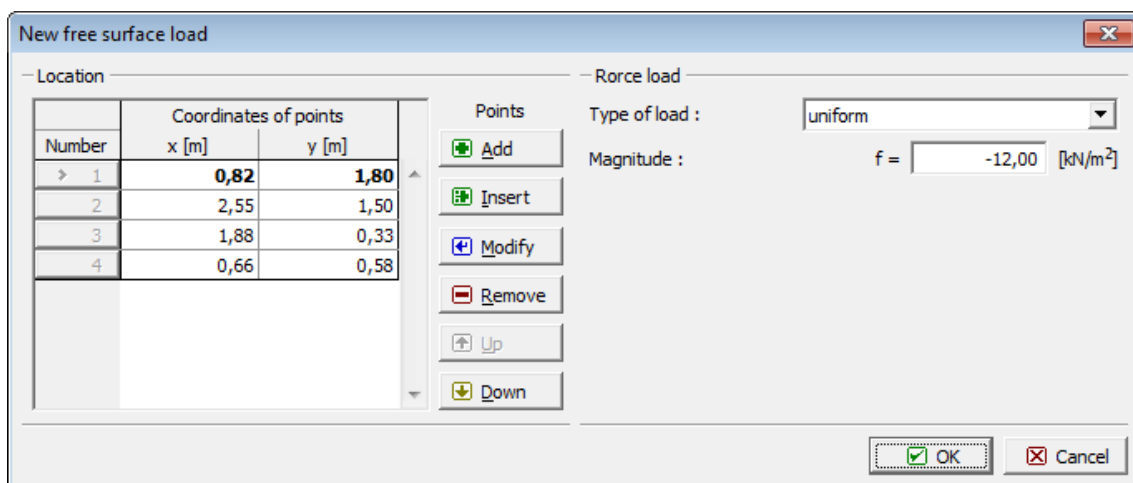 New free surface load
Location
Coordinates of points
Number x [m] y [m]
> 1 0,82 1,80
2 2,55 1,50
3 1,88 0,33
4 0,66 0,58
Points
Add
Insert
Modify
Remove
Up
Down
Rorce load
Type of load : uniform
Magnitude : f = -12,00 [kN/m²]
OK Cancel